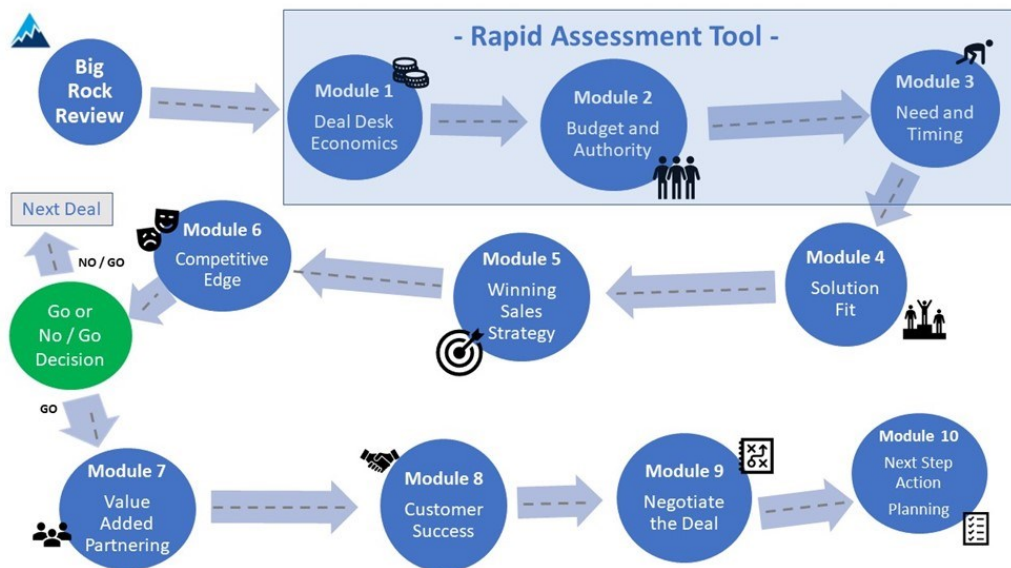 - Rapid Assessment Tool -
Big
Rock
Review
Module 1
Deal Desk
Economics
Module 2
Budget and
Authority
Module 3
Need and
Timing
Module 4
Solution
Fit
Module 5
Winning
Sales
Strategy
Module 6
Competitive
Edge
Next Deal
NO / GO
Go or
No / Go
Decision
GO
Module 7
Value
Added
Partnering
Module 8
Customer
Success
Module 9
Negotiate
the Deal
Module 10
Next Step
Action
Planning